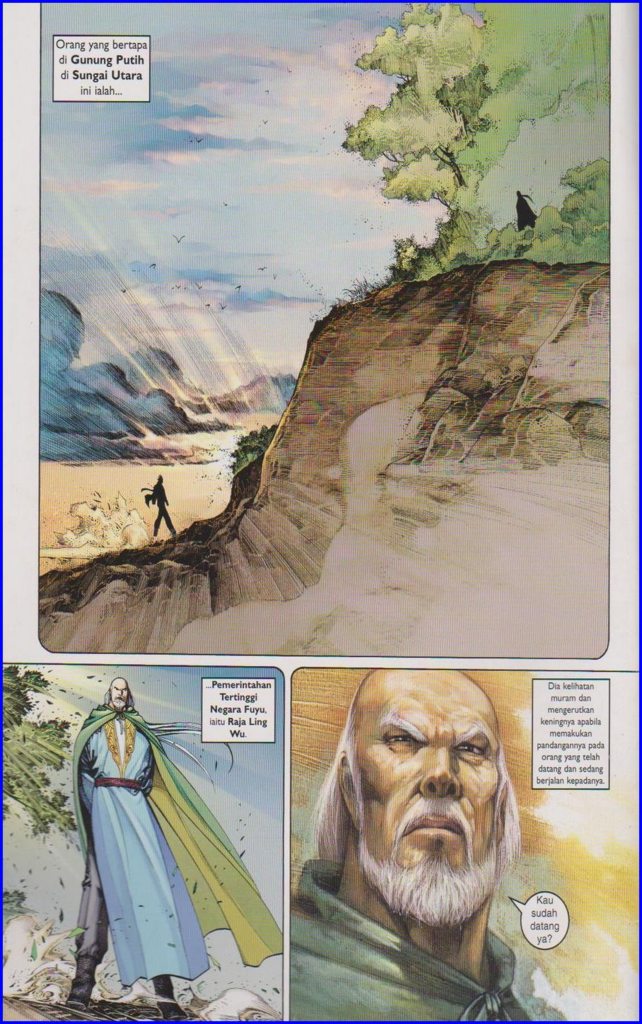 Orang yang bertapa
di Gunung Putih
di Sungai Utara
ini ialah...
...Pemerintahan
Tertinggi
Negara Fuyu,
iaitu Raja Ling
Wu.
Dia kelihatan
muram dan
mengerutkan
keningnya apabila
memakukan
pandangannya pada
orang yang telah
datang dan sedang
berjalan kepadanya.
Kau
sudah
datang
ya?